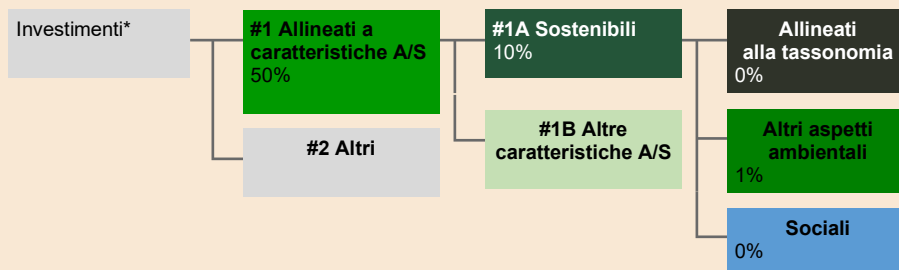 Investimenti*
#1 Allineati a
caratteristiche A/S
50%
#2 Altri
#1A Sostenibili
10%
#1B Altre
caratteristiche A/S
Allineati
alla tassonomia
0%
Altri aspetti
ambientali
1%
Sociali
0%